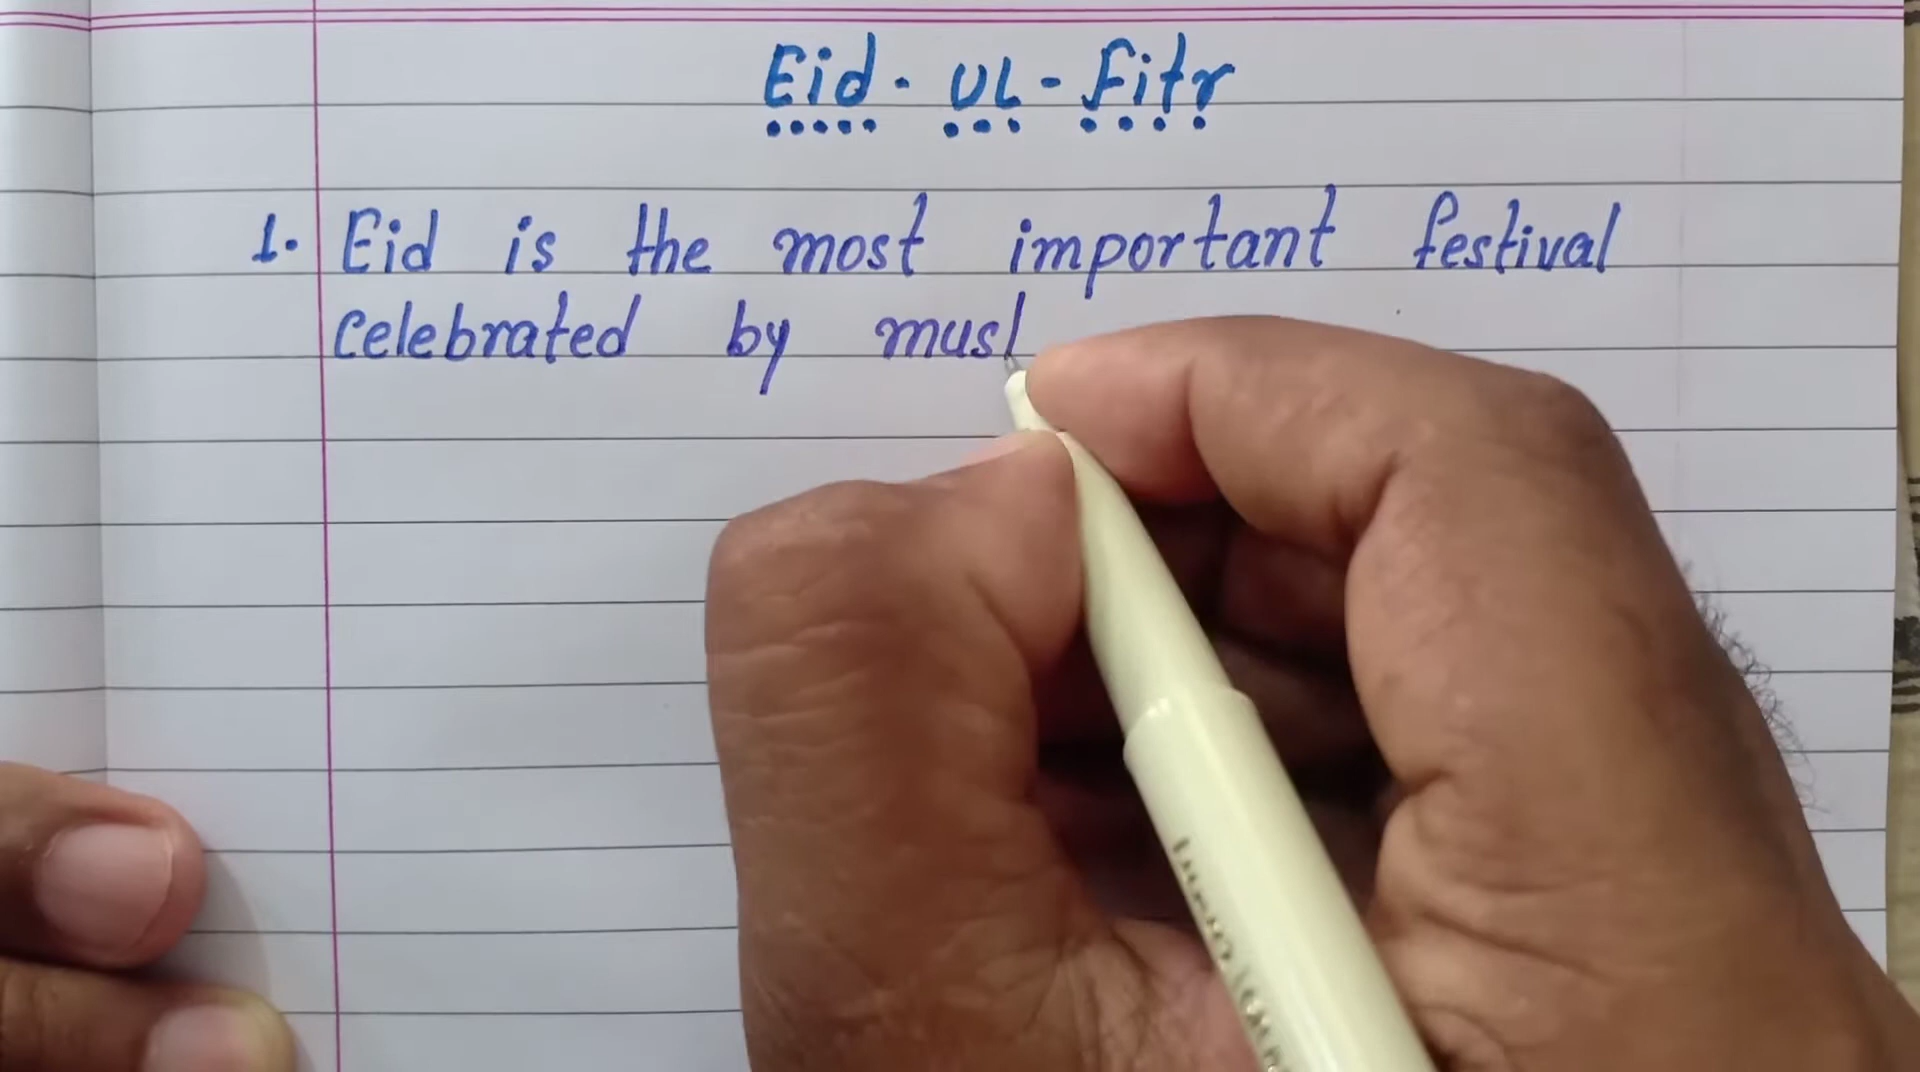 Eid - UL - Fitr
1. Eid is the most important festival
celebrated by musl